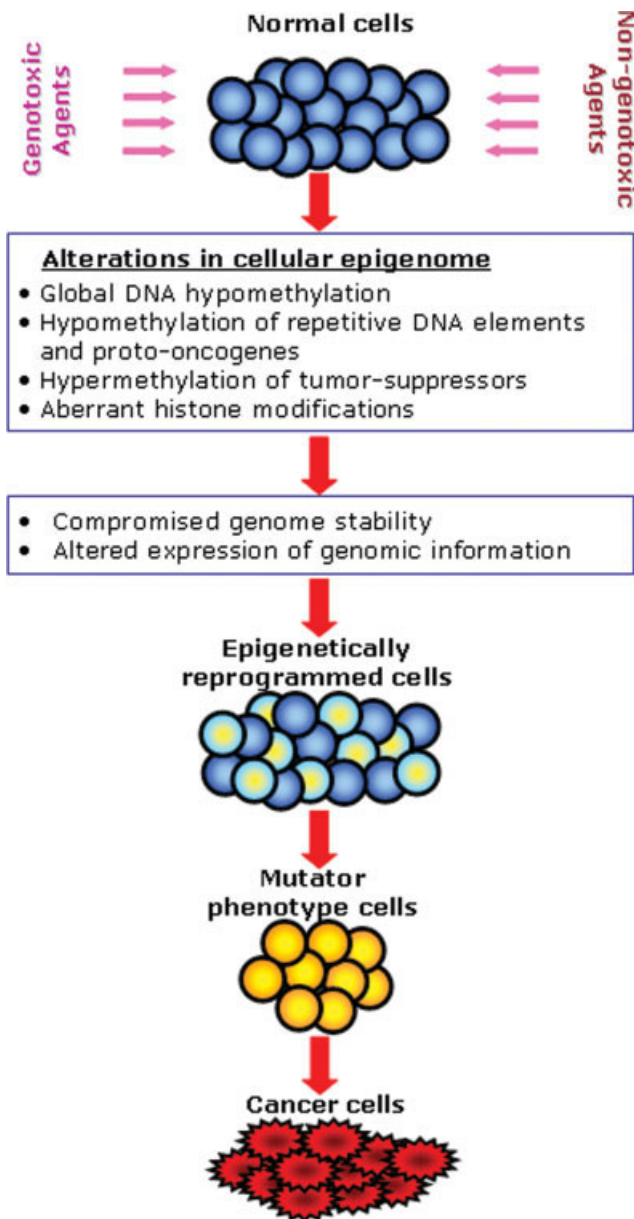 Normal cells
Genotoxic
Agents
Non-genotoxic
Agents
Alterations in cellular epigenome
• Global DNA hypomethylation
• Hypomethylation of repetitive DNA elements
and proto-oncogenes
• Hypermethylation of tumor-suppressors
• Aberrant histone modifications
• Compromised genome stability
• Altered expression of genomic information
Epigenetically
reprogrammed cells
Mutator
phenotype cells
Cancer cells